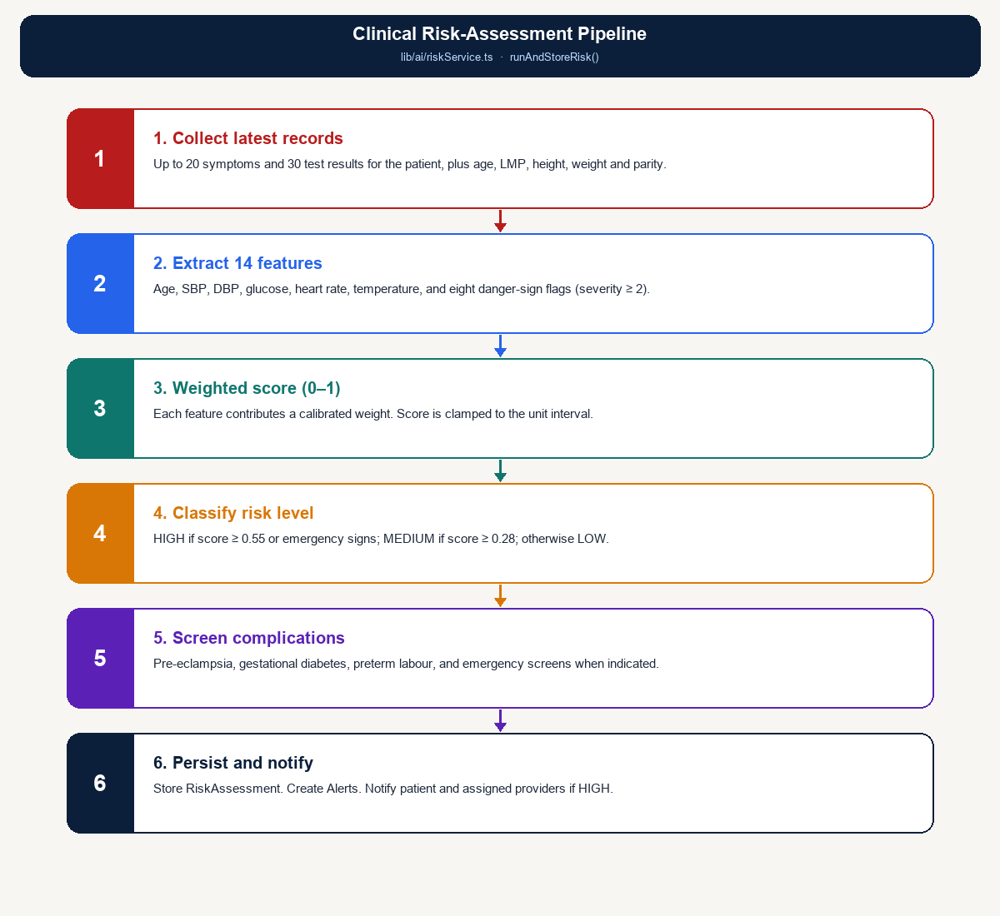 Clinical Risk-Assessment Pipeline
lib/ai/riskService.ts · runAndStoreRisk()
1
1. Collect latest records
Up to 20 symptoms and 30 test results for the patient, plus age, LMP, height, weight and parity.
2
2. Extract 14 features
Age, SBP, DBP, glucose, heart rate, temperature, and eight danger-sign flags (severity ≥ 2).
3
3. Weighted score (0–1)
Each feature contributes a calibrated weight. Score is clamped to the unit interval.
4
4. Classify risk level
HIGH if score ≥ 0.55 or emergency signs; MEDIUM if score ≥ 0.28; otherwise LOW.
5
5. Screen complications
Pre-eclampsia, gestational diabetes, preterm labour, and emergency screens when indicated.
6
6. Persist and notify
Store RiskAssessment. Create Alerts. Notify patient and assigned providers if HIGH.